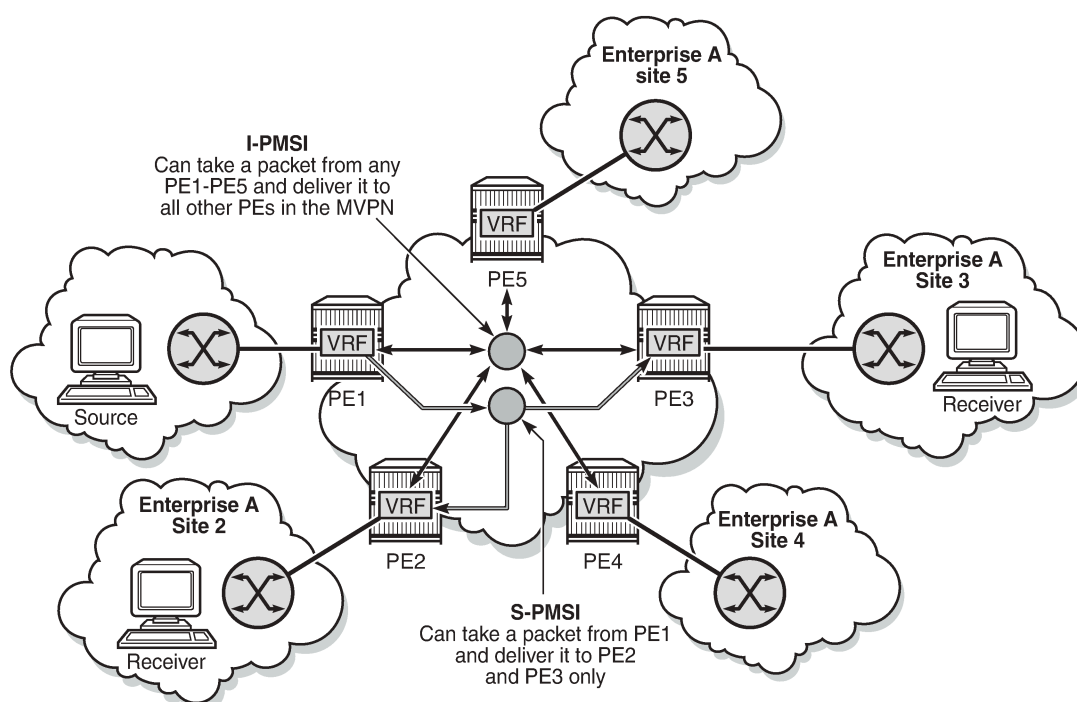 Enterprise A
site 5
I-PMSI
Can take a packet from any
PE1-PE5 and deliver it to
all other PEs in the MVPN
VRF
PE5
Enterprise A
Site 3
VRF
PE1
VRF
PE3
Source
Receiver
Enterprise A
Site 2
VRF
PE2
VRF
PE4
Enterprise A
Site 4
Receiver
S-PMSI
Can take a packet from PE1
and deliver it to PE2
and PE3 only